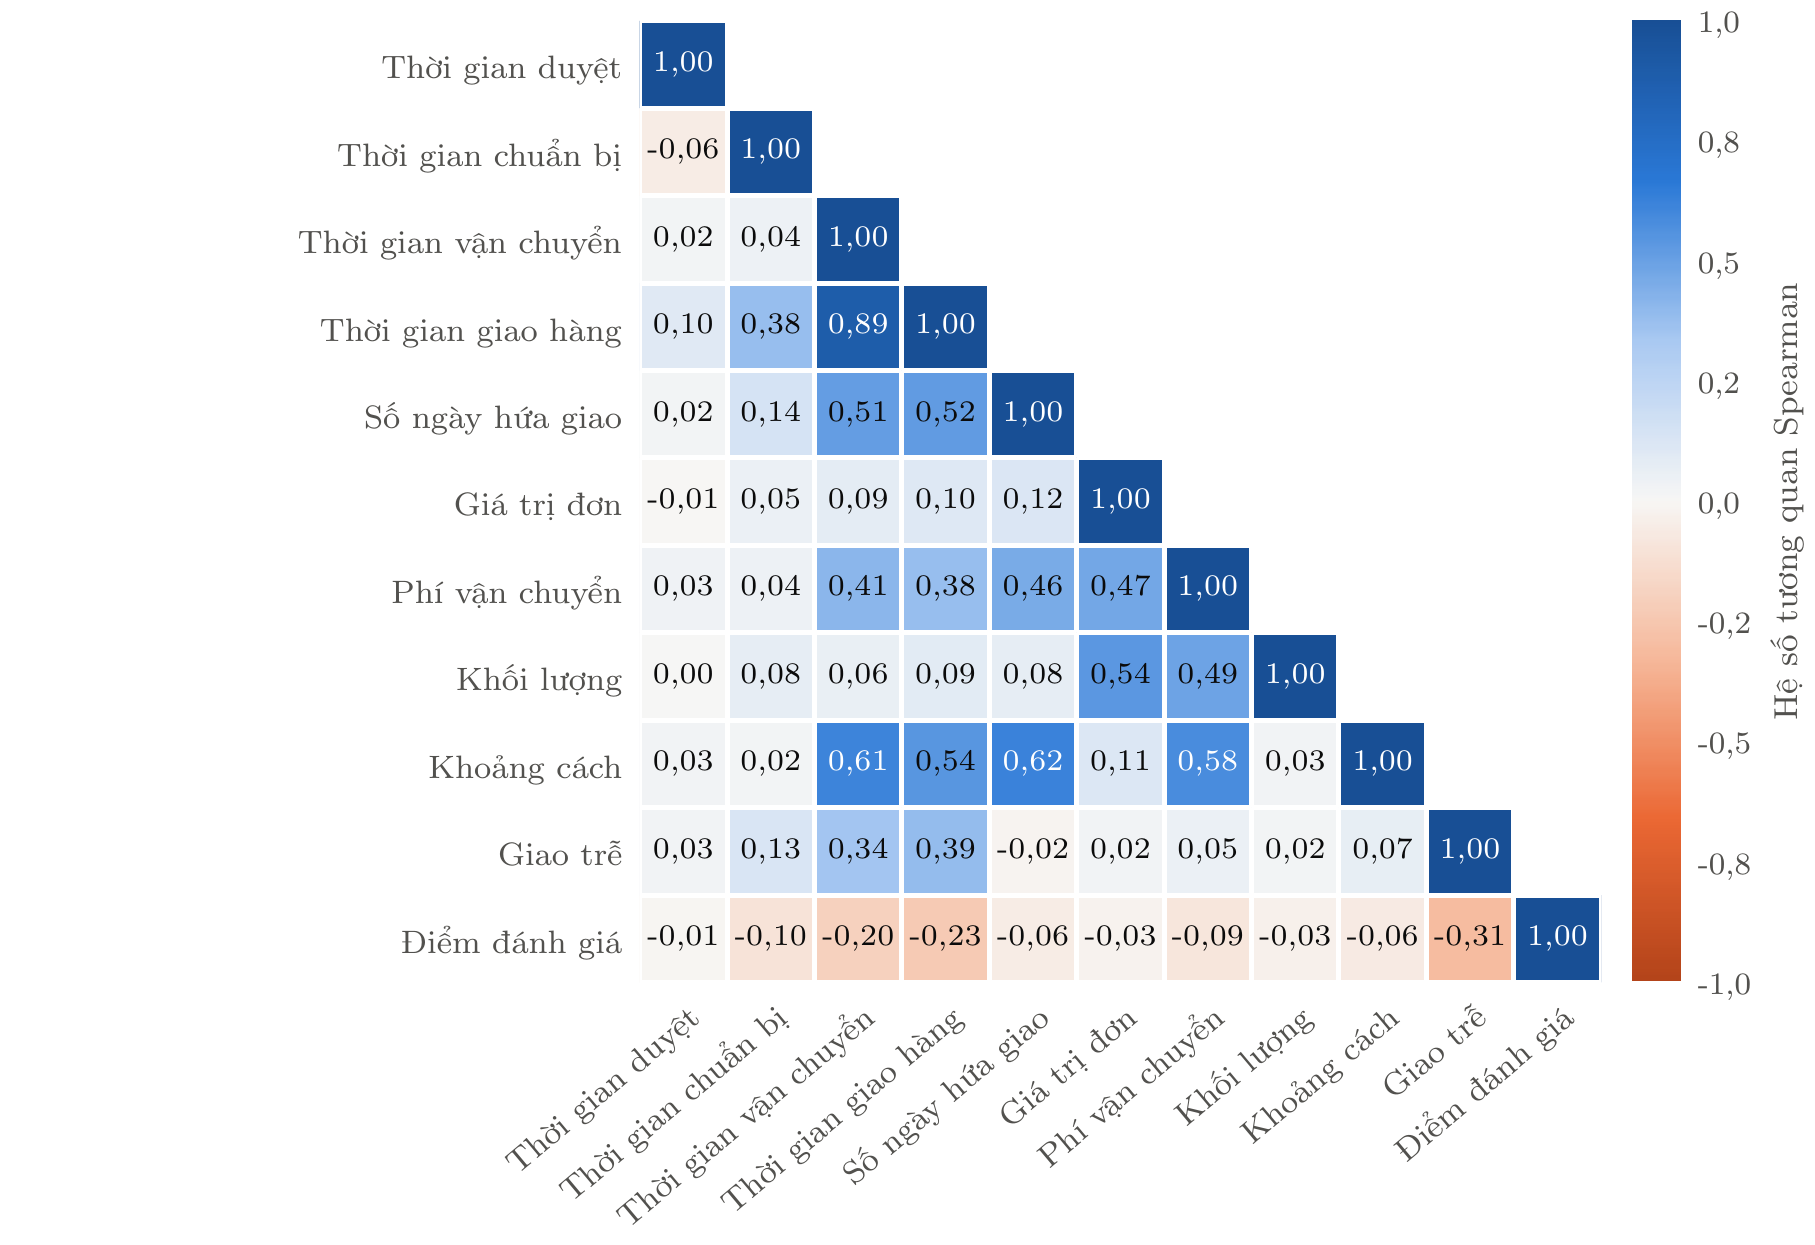 Thời gian duyệt 1,00
Thời gian chuẩn bị -0,06 1,00
Thời gian vận chuyển 0,02 0,04 1,00
Thời gian giao hàng 0,10 0,38 0,89 1,00
Số ngày hứa giao 0,02 0,14 0,51 0,52 1,00
Giá trị đơn -0,01 0,05 0,09 0,10 0,12 1,00
Phí vận chuyển 0,03 0,04 0,41 0,38 0,46 0,47 1,00
Khối lượng 0,00 0,08 0,06 0,09 0,08 0,54 0,49 1,00
Khoảng cách 0,03 0,02 0,61 0,54 0,62 0,11 0,58 0,03 1,00
Giao trễ 0,03 0,13 0,34 0,39 -0,02 0,02 0,05 0,02 0,07 1,00
Điểm đánh giá -0,01 -0,10 -0,20 -0,23 -0,06 -0,03 -0,09 -0,03 -0,06 -0,31 1,00
Thời gian duyệt
Thời gian chuẩn bị
Thời gian vận chuyển
Thời gian giao hàng
Số ngày hứa giao
Giá trị đơn
Phí vận chuyển
Khối lượng
Khoảng cách
Giao trễ
Điểm đánh giá
1,0
0,8
0,5
0,2
0,0
-0,2
-0,5
-0,8
-1,0
Hệ số tương quan Spearman